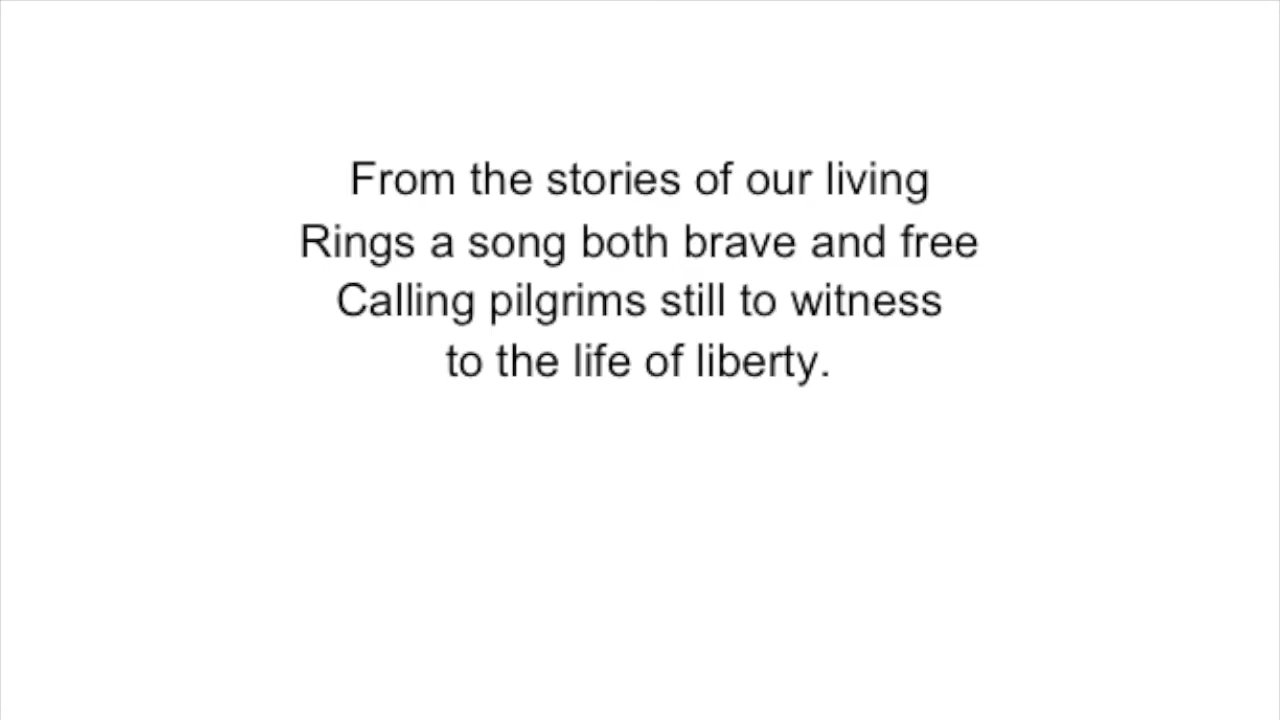 From the stories of our living
Rings a song both brave and free
Calling pilgrims still to witness
to the life of liberty.